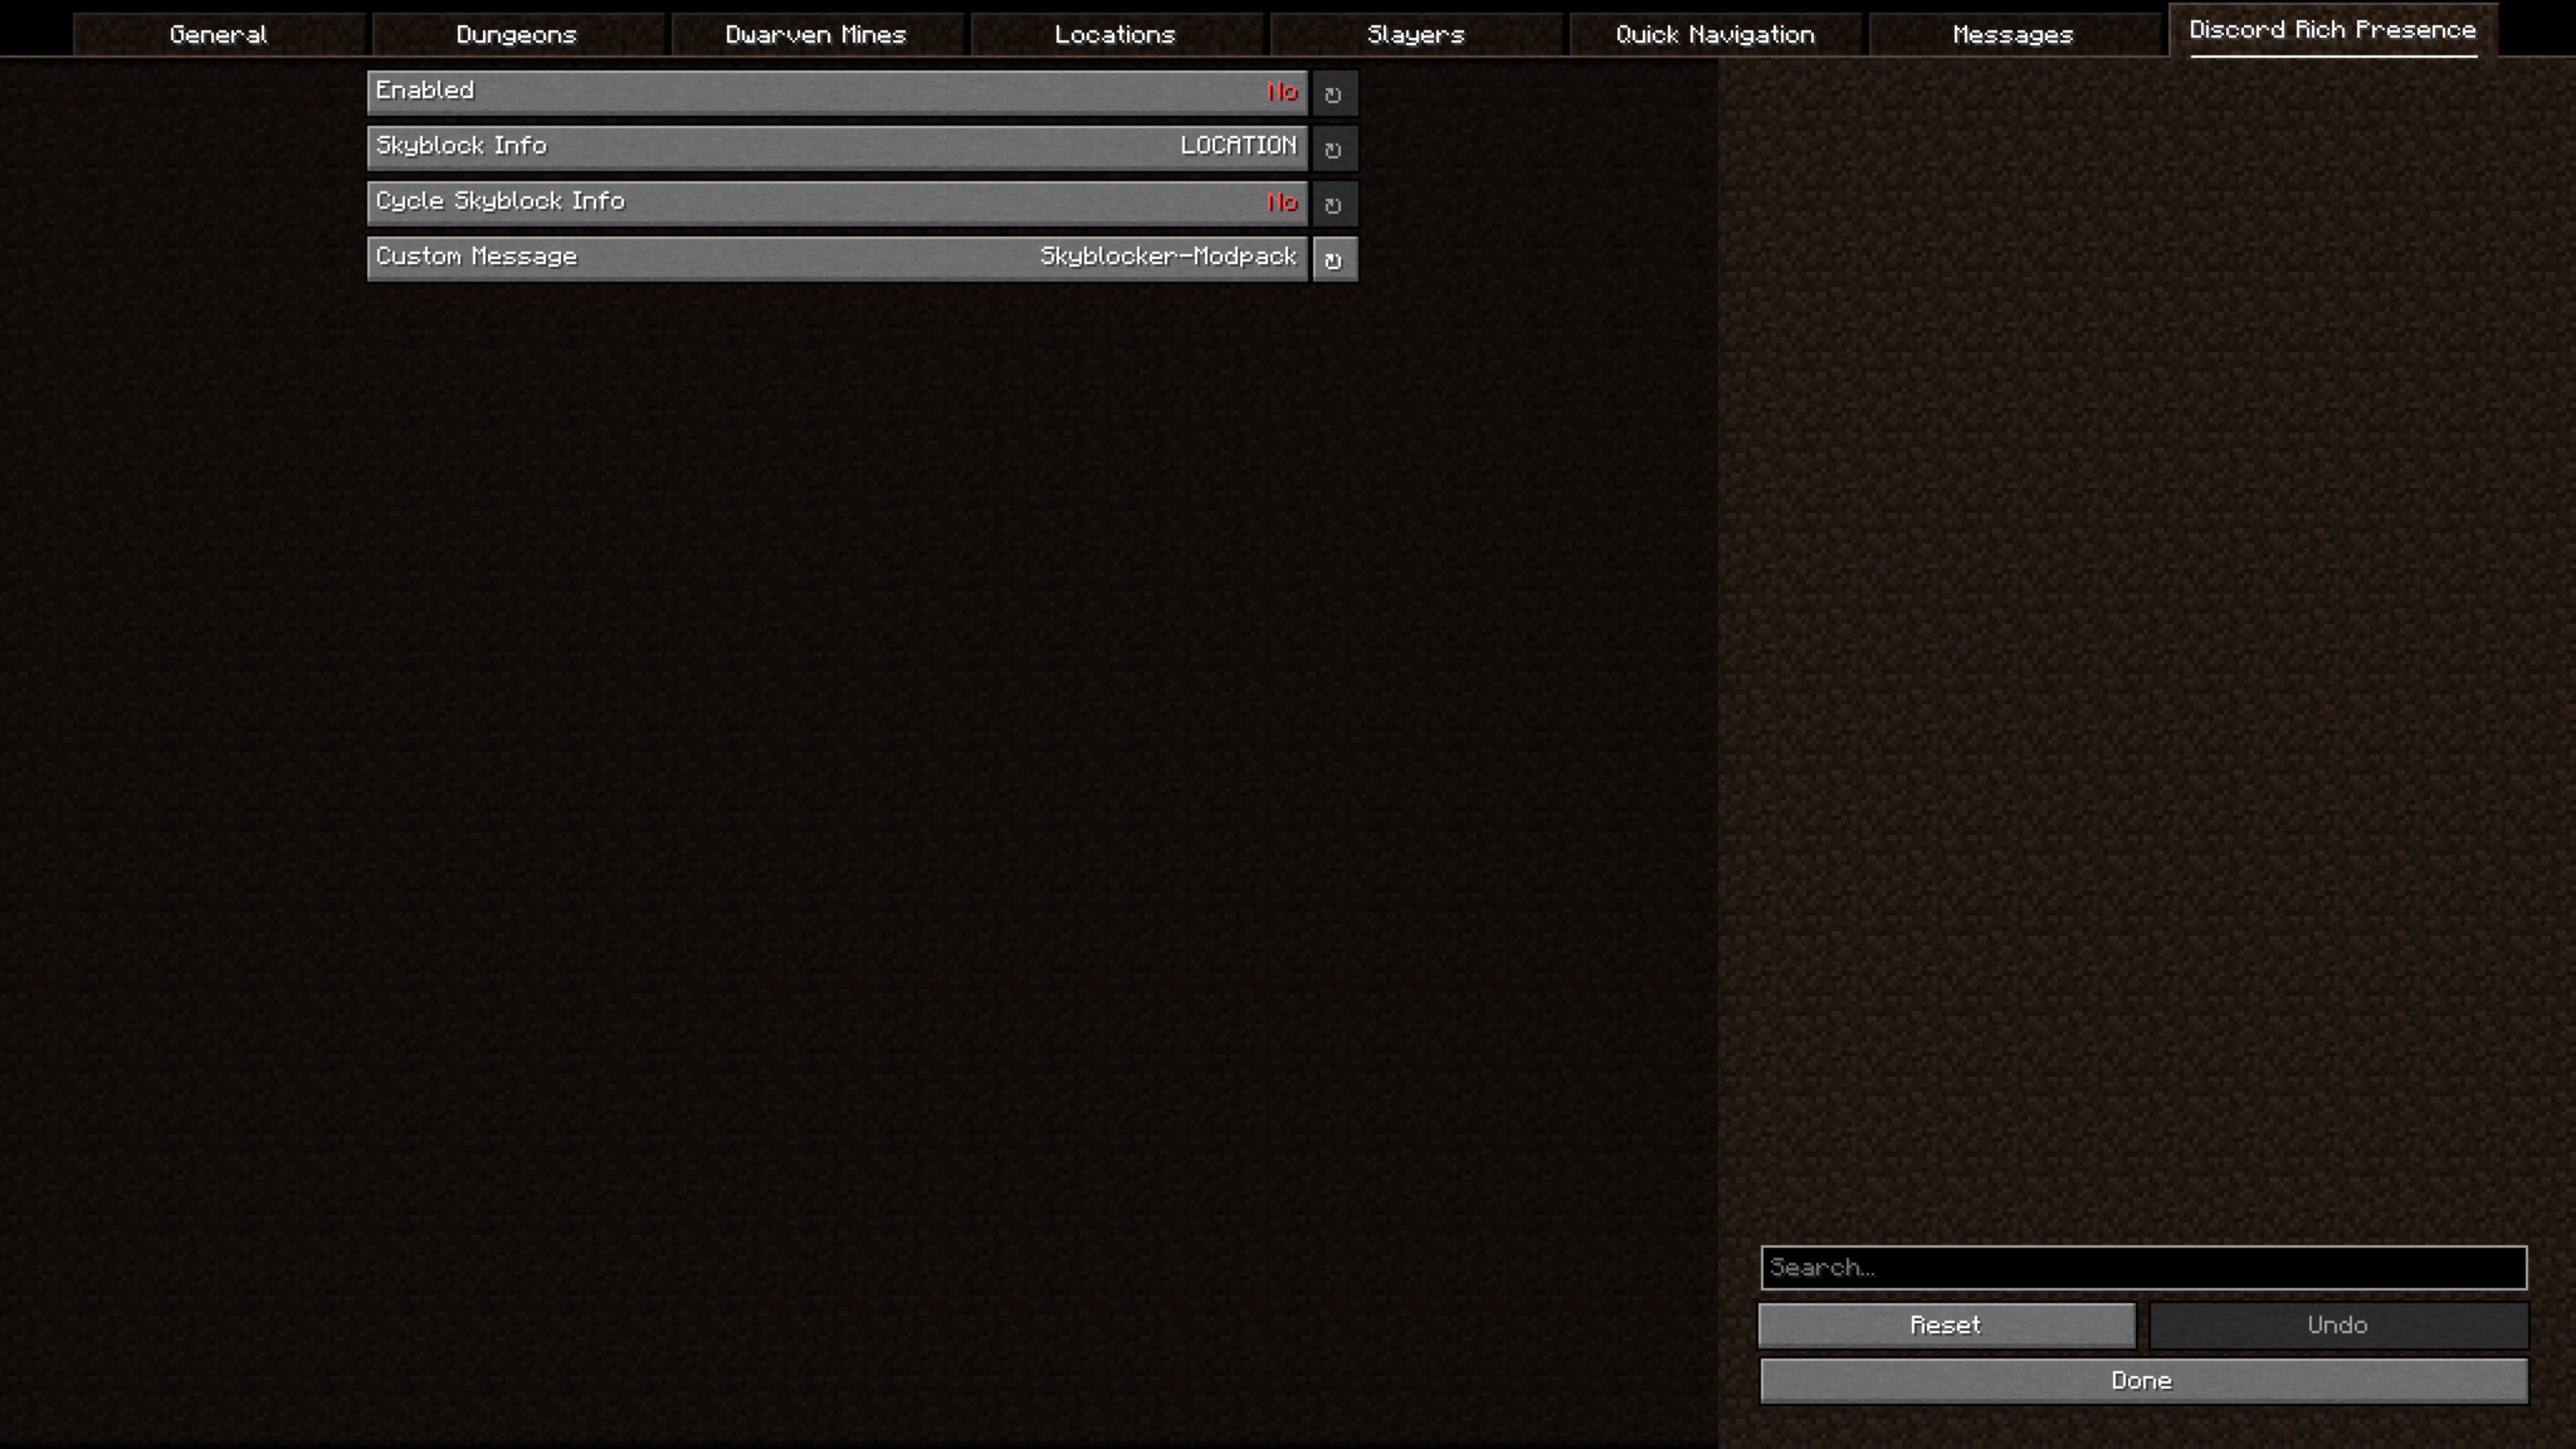 General Dungeons Dwarven Mines Locations Slayers Quick Navigation Messages Discord Rich Presence
Enabled No
Skyblock Info LOCATION
Cycle Skyblock Info No
Custom Message Skyblocker-Modpack
Search...
Reset Undo
Done